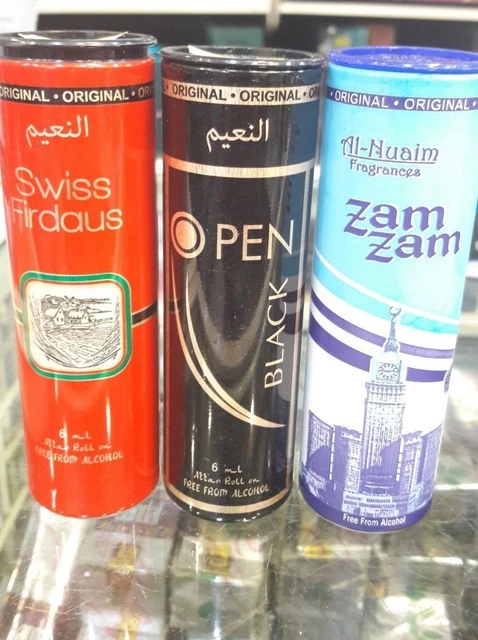 ORIGINAL • ORIGINAL • OR
النعيم
Swiss
Firdaus
6 ml
Attar Roll on
FREE FROM ALCOHOL
ORIGINAL • ORIGINAL •
النعيم
OPEN
BLACK
6 ml
Attar Roll on
FREE FROM ALCOHOL
• ORIGINAL • ORIGINAL •
Al-Nuaim
Fragrances
zam
zam
Free From Alcohol